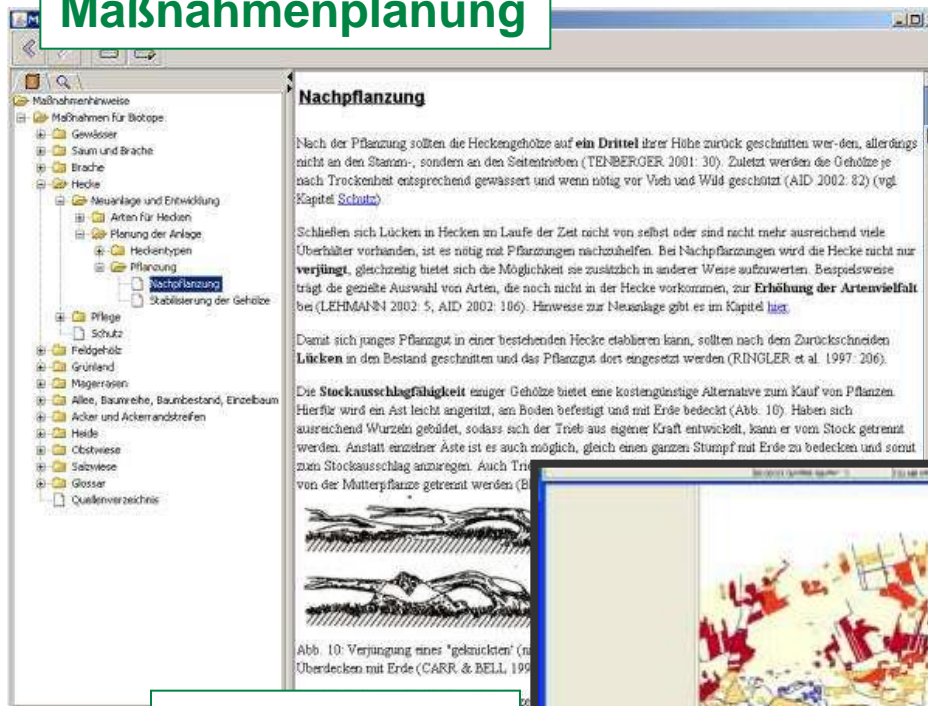 Maßnahmenplanung
M
Maßnahmenhinweise
Maßnahmen für Biotope
Gewässer
Saum und Brache
Brache
Hecke
Neuanlage und Entwicklung
Arten für Hecken
Planung der Anlage
Heckentypen
Pflanzung
Nachpflanzung
Stabilisierung der Gehölze
Pflege
Schutz
Feldgehölz
Grünland
Magerrasen
Allee, Baumreihe, Baumbestand, Einzelbaum
Acker und Ackerrandstreifen
Heide
Obstwiese
Salzwiese
Glossar
Quellenverzeichnis
Nachpflanzung
Nach der Pflanzung sollten die Heckengehölze auf ein Drittel ihrer Höhe zurück geschnitten wer-den, allerdings
nicht an den Stamm-, sondern an den Seitentrieben (TENBERGER 2001: 30). Zuletzt werden die Gehölze je
nach Trockenheit entsprechend gewässert und wenn nötig vor Vieh und Wild geschützt (AID 2002: 82) (vgl.
Kapitel Schutz).
Schließen sich Lücken in Hecken im Laufe der Zeit nicht von selbst oder sind nicht mehr ausreichend viele
Überhälter vorhanden, ist es nötig mit Pflanzungen nachzuhelfen. Bei Nachpflanzungen wird die Hecke nicht nur
verjüngt, gleichzeitig bietet sich die Möglichkeit sie zusätzlich in anderer Weise aufzuwerten. Beispielsweise
trägt die gezielte Auswahl von Arten, die noch nicht in der Hecke vorkommen, zur Erhöhung der Artenvielfalt
bei (LEHMANN 2002: 5, AID 2002: 106). Hinweise zur Neuanlage gibt es im Kapitel hier.
Damit sich junges Pflanzgut in einer bestehenden Hecke etablieren kann, sollten nach dem Zurückschneiden
Lücken in den Bestand geschnitten und das Pflanzgut dort eingesetzt werden (RINGLER et al. 1997: 206).
Die Stockausschlagfähigkeit einiger Gehölze bietet eine kostengünstige Alternative zum Kauf von Pflanzen.
Hierfür wird ein Ast leicht angeritzt, am Boden befestigt und mit Erde bedeckt (Abb. 10). Haben sich
ausreichend Wurzeln gebildet, sodass sich der Trieb aus eigener Kraft entwickelt, kann er vom Stock getrennt
werden. Anstatt einzelner Äste ist es auch möglich, gleich einen ganzen Stumpf mit Erde zu bedecken und somit
zum Stockausschlag anzuregen. Auch Trie
von der Mutterpflanze getrennt werden (B
Abb. 10: Verjüngung eines "geknickten" (n
Überdecken mit Erde (CARR & BELL 199